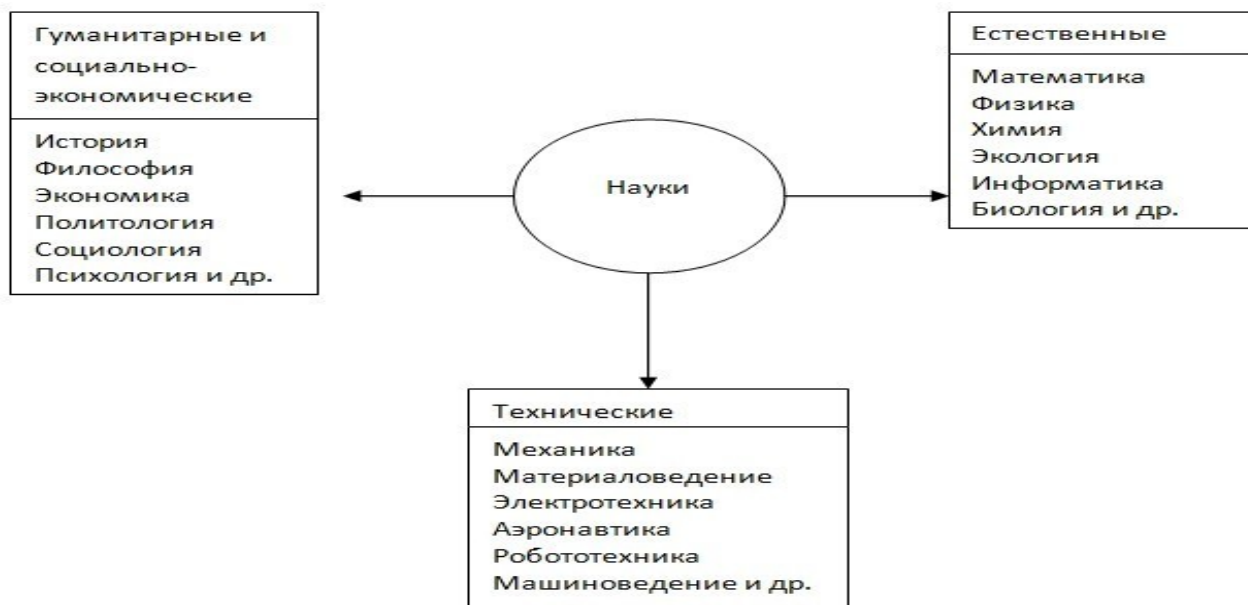 Гуманитарные и
социально-
экономические
История
Философия
Экономика
Политология
Социология
Психология и др.
Науки
Естественные
Математика
Физика
Химия
Экология
Информатика
Биология и др.
Технические
Механика
Материаловедение
Электротехника
Аэронавтика
Робототехника
Машиноведение и др.